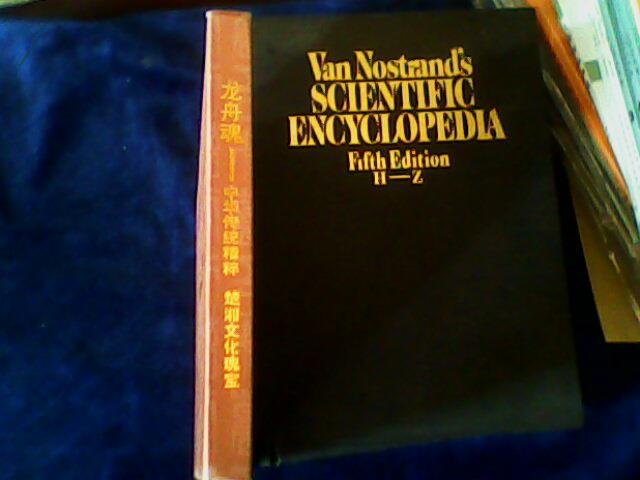 Van Nostrand's
SCIENTIFIC
ENCYCLOPEDIA
Fifth Edition
H—Z
龙舟魂——中华传统精粹 楚湘文化瑰宝